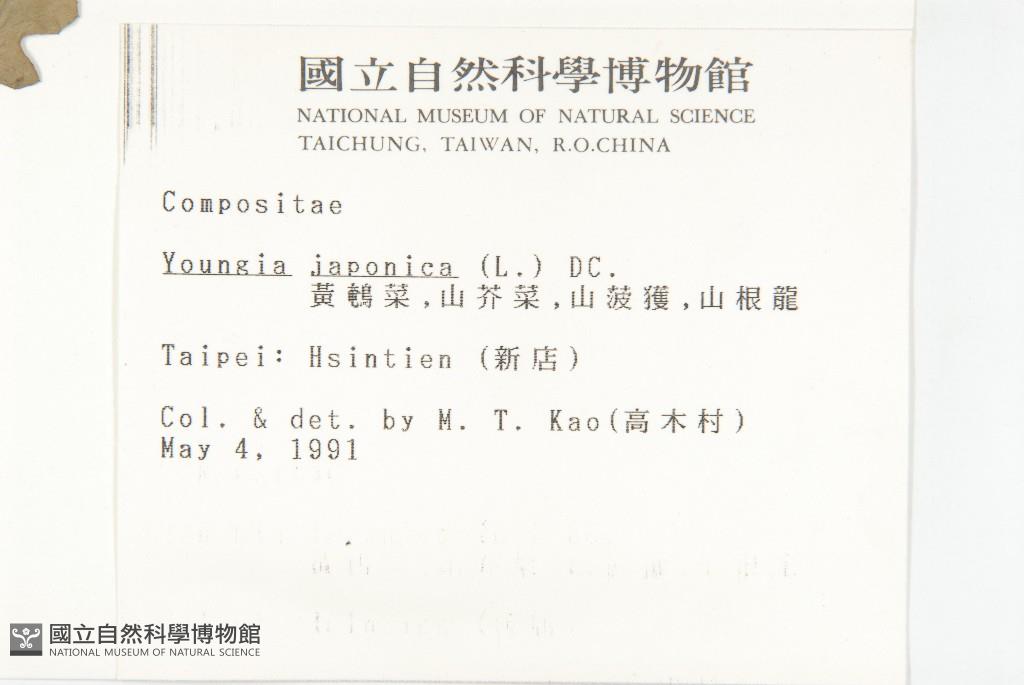 國立自然科學博物館
NATIONAL MUSEUM OF NATURAL SCIENCE
TAICHUNG, TAIWAN, R.O.CHINA
Compositae
Youngia japonica (L.) DC.
黃鵪菜,山芥菜,山菠獲,山根龍
Taipei: Hsintien (新店)
Col. & det. by M. T. Kao(高木村)
May 4, 1991
國立自然科學博物館
NATIONAL MUSEUM OF NATURAL SCIENCE